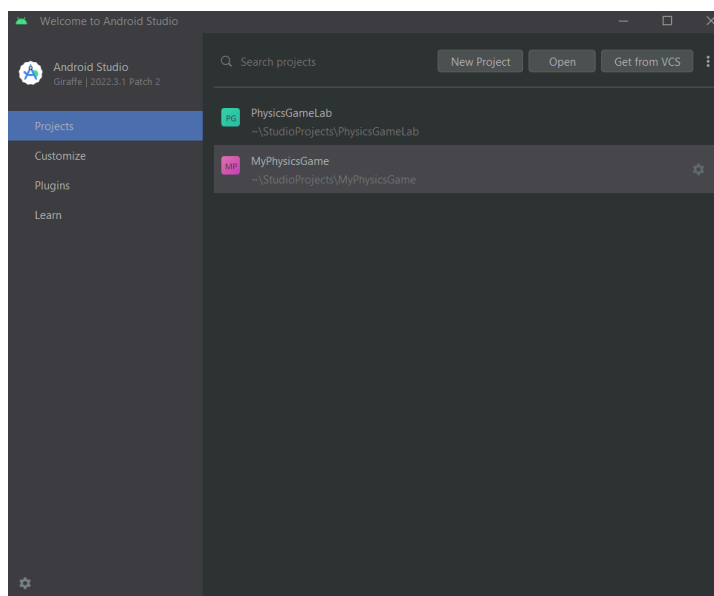 Welcome to Android Studio
Android Studio
Giraffe | 2022.3.1 Patch 2
Projects
Customize
Plugins
Learn
Search projects
New Project
Open
Get from VCS
PG
PhysicsGameLab
~\StudioProjects\PhysicsGameLab
MP
MyPhysicsGame
~\StudioProjects\MyPhysicsGame